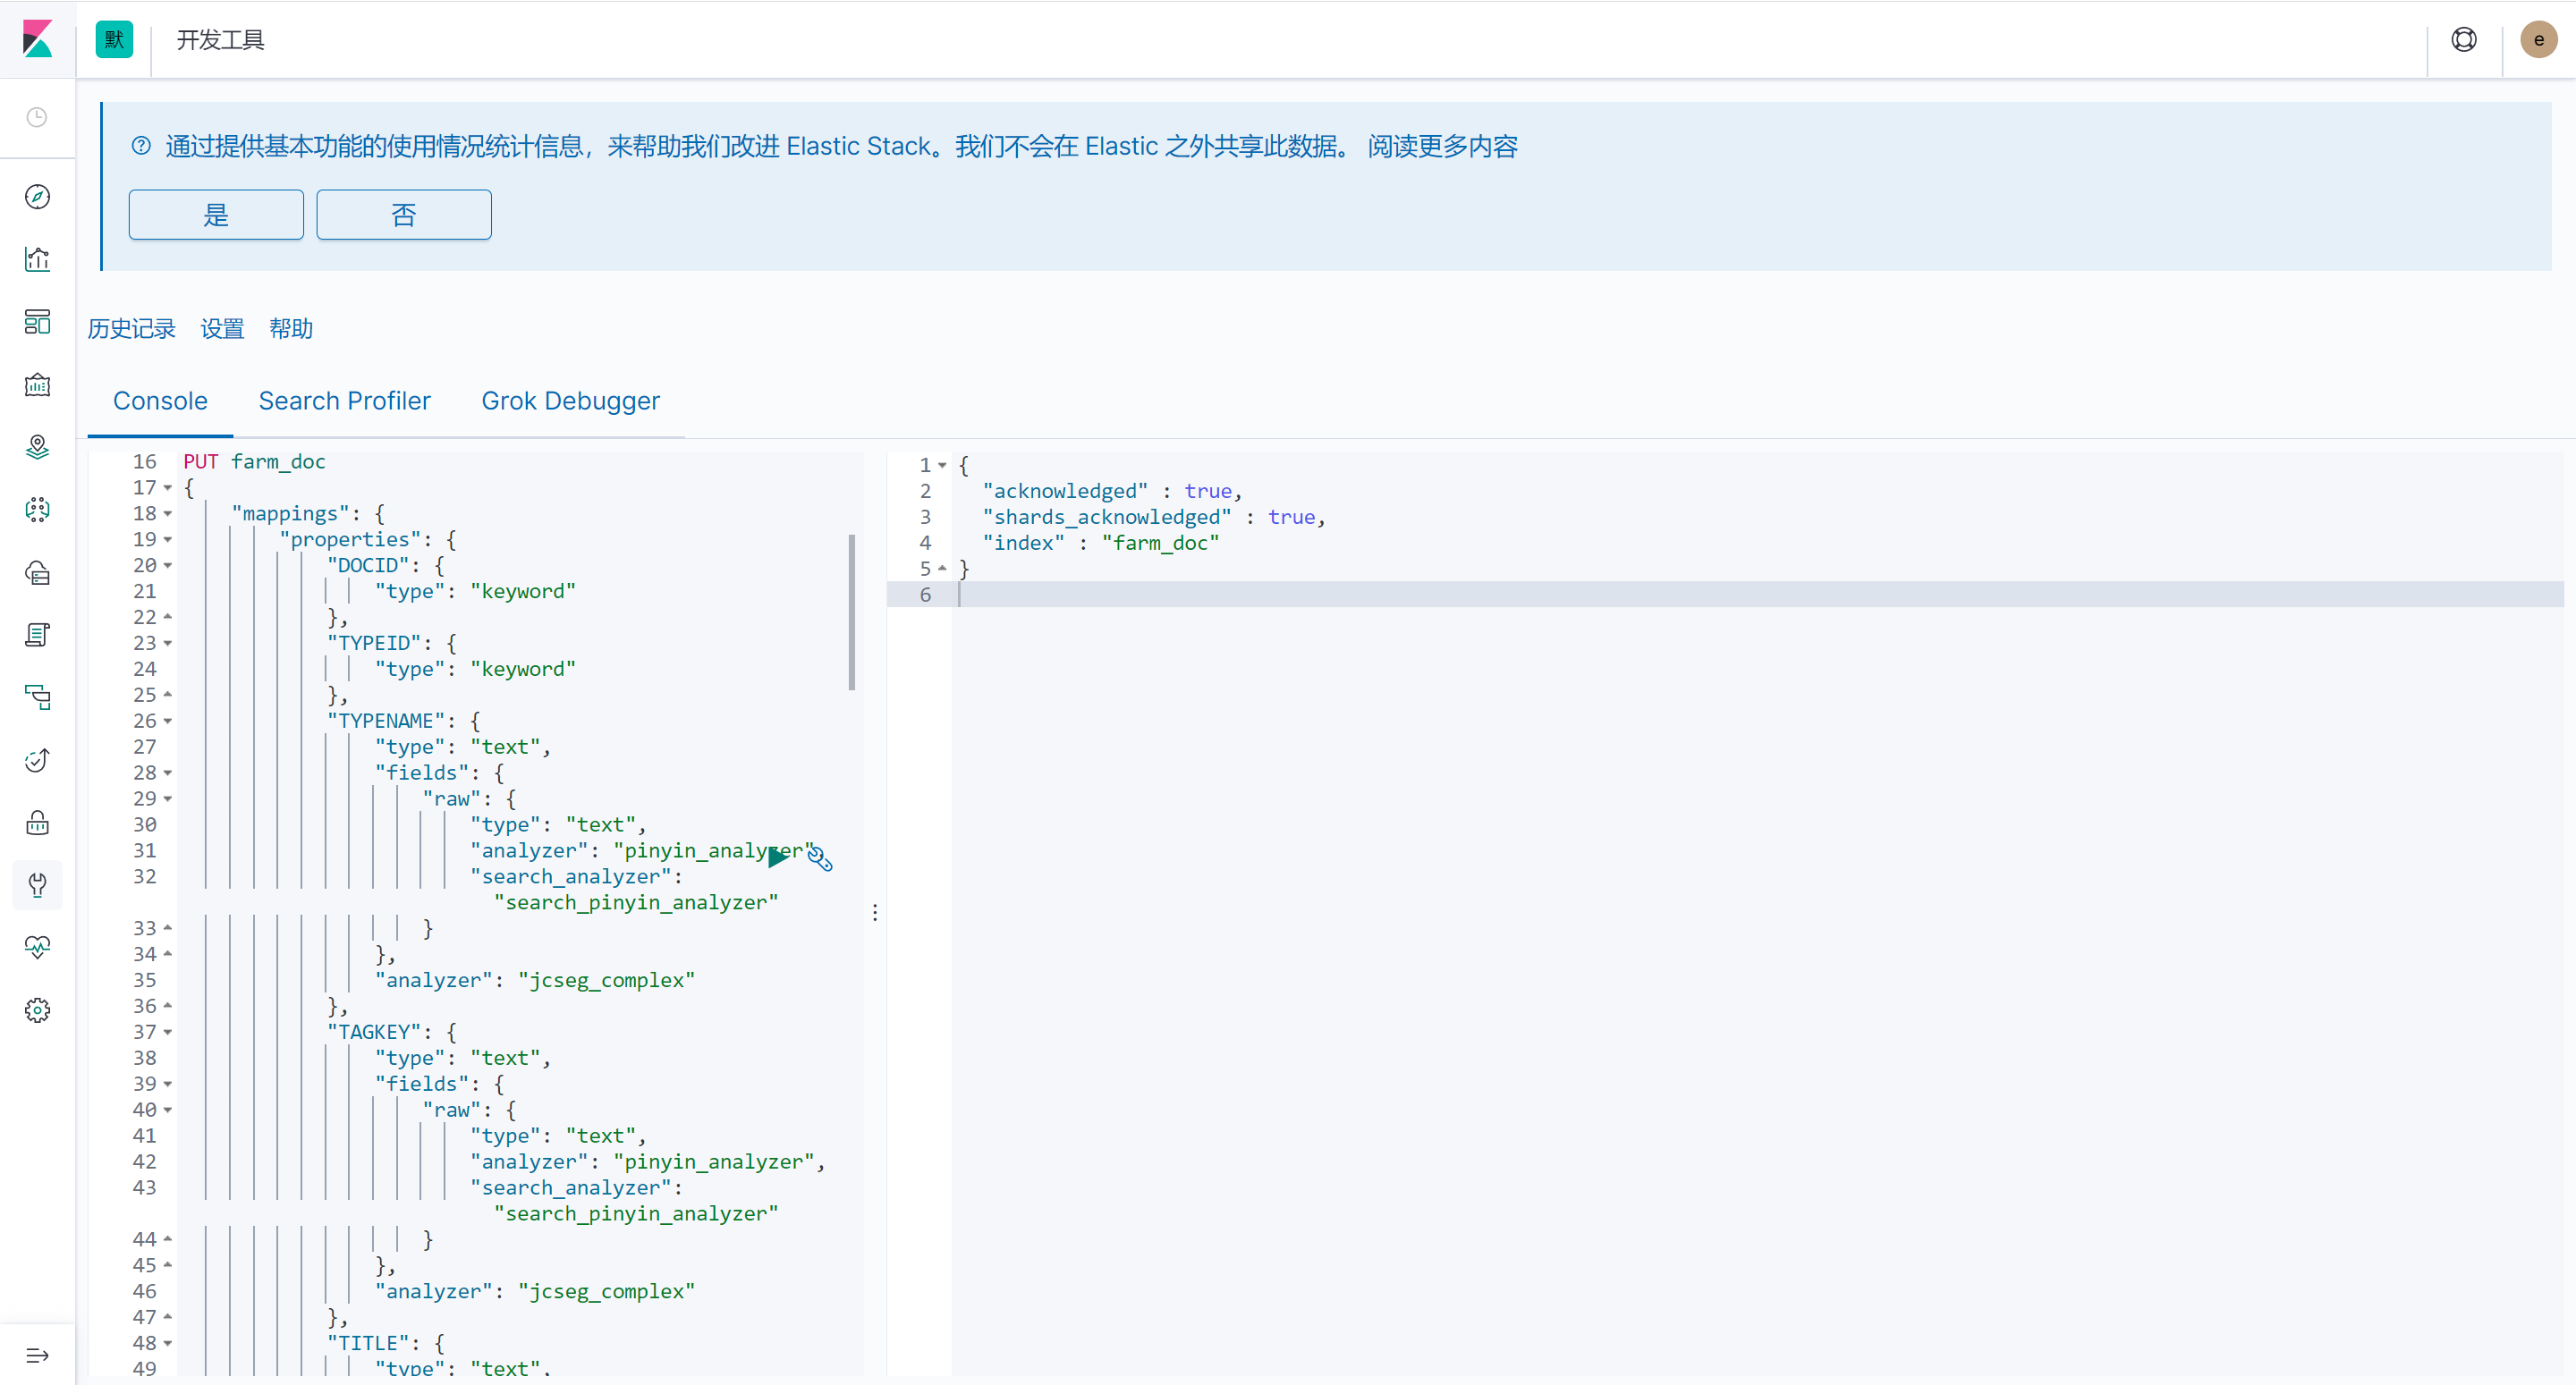 默
开发工具
e
通过提供基本功能的使用情况统计信息，来帮助我们改进 Elastic Stack。我们不会在 Elastic 之外共享此数据。 阅读更多内容
是
否
历史记录 设置 帮助
Console Search Profiler Grok Debugger
16 PUT farm_doc
17 {
18 "mappings": {
19 "properties": {
20 "DOCID": {
21 "type": "keyword"
22 },
23 "TYPEID": {
24 "type": "keyword"
25 },
26 "TYPENAME": {
27 "type": "text",
28 "fields": {
29 "raw": {
30 "type": "text",
31 "analyzer": "pinyin_analyzer",
32 "search_analyzer":
"search_pinyin_analyzer"
33 }
34 },
35 "analyzer": "jcseg_complex"
36 },
37 "TAGKEY": {
38 "type": "text",
39 "fields": {
40 "raw": {
41 "type": "text",
42 "analyzer": "pinyin_analyzer",
43 "search_analyzer":
"search_pinyin_analyzer"
44 }
45 },
46 "analyzer": "jcseg_complex"
47 },
48 "TITLE": {
49 "type": "text",
1 {
2 "acknowledged" : true,
3 "shards_acknowledged" : true,
4 "index" : "farm_doc"
5 }
6